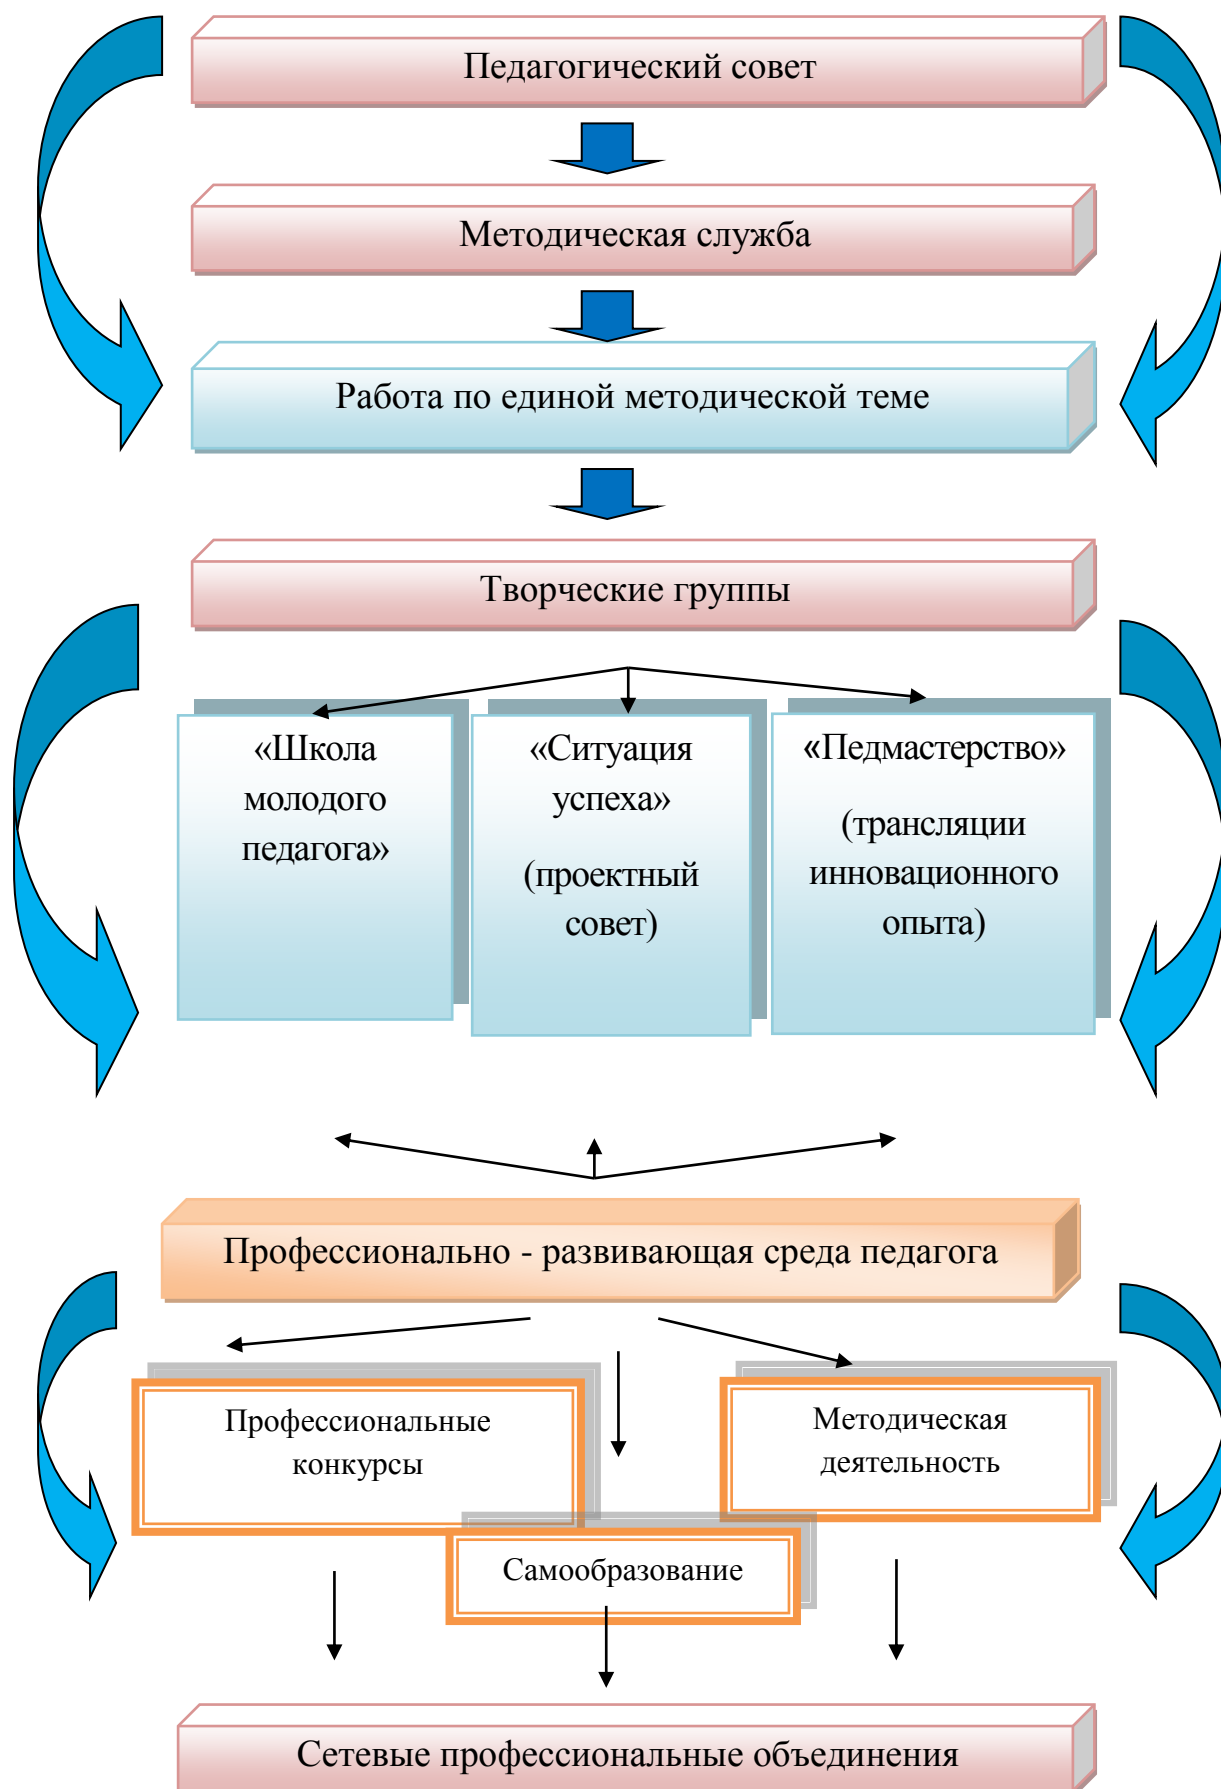 Педагогический совет
Методическая служба
Работа по единой методической теме
Творческие группы
«Школа
молодого
педагога»
«Ситуация
успеха»
(проектный
совет)
«Педмастерство»
(трансляции
инновационного
опыта)
Профессионально - развивающая среда педагога
Профессиональные
конкурсы
Методическая
деятельность
Самообразование
Сетевые профессиональные объединения